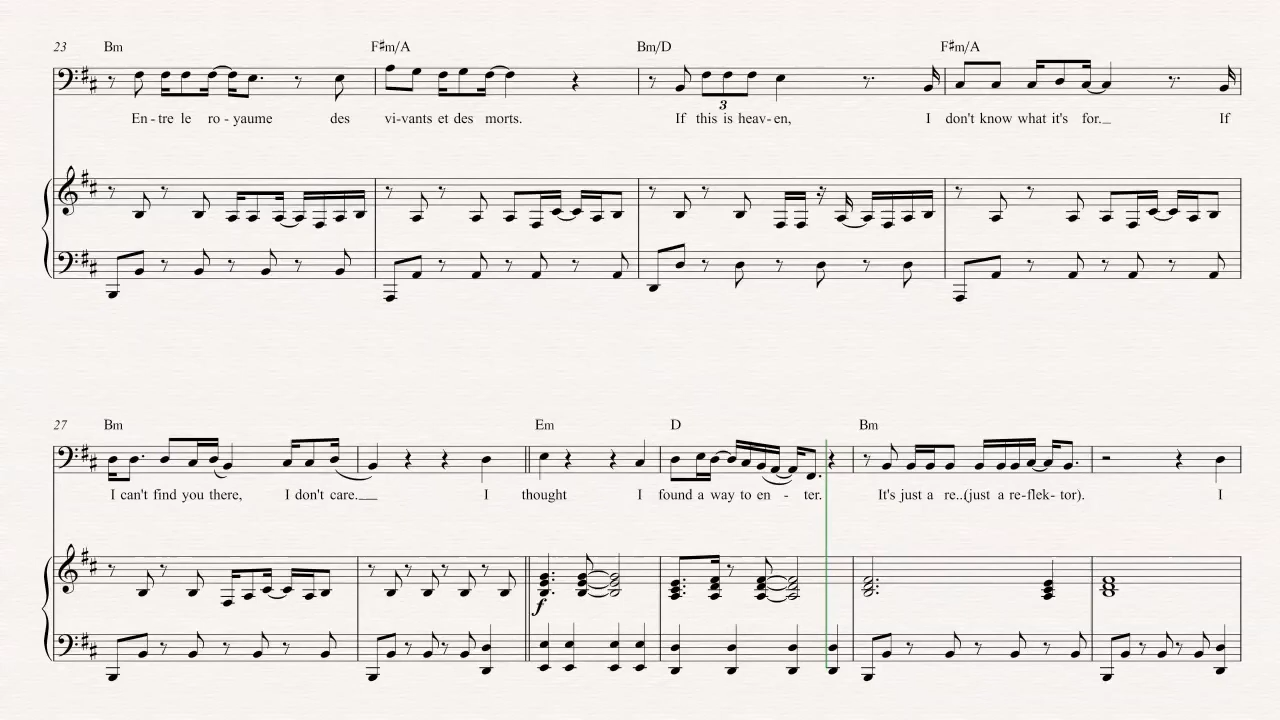 23 Bm F♯m/A Bm/D F♯m/A
3
En - tre le ro - yaume des vi-vants et des morts. If this is heav-en, I don't know what it's for._ If
27 Bm Em D Bm
I can't find you there, I don't care.__ I thought I found a way to en - ter. It's just a re..(just a re-flek-tor). I
f